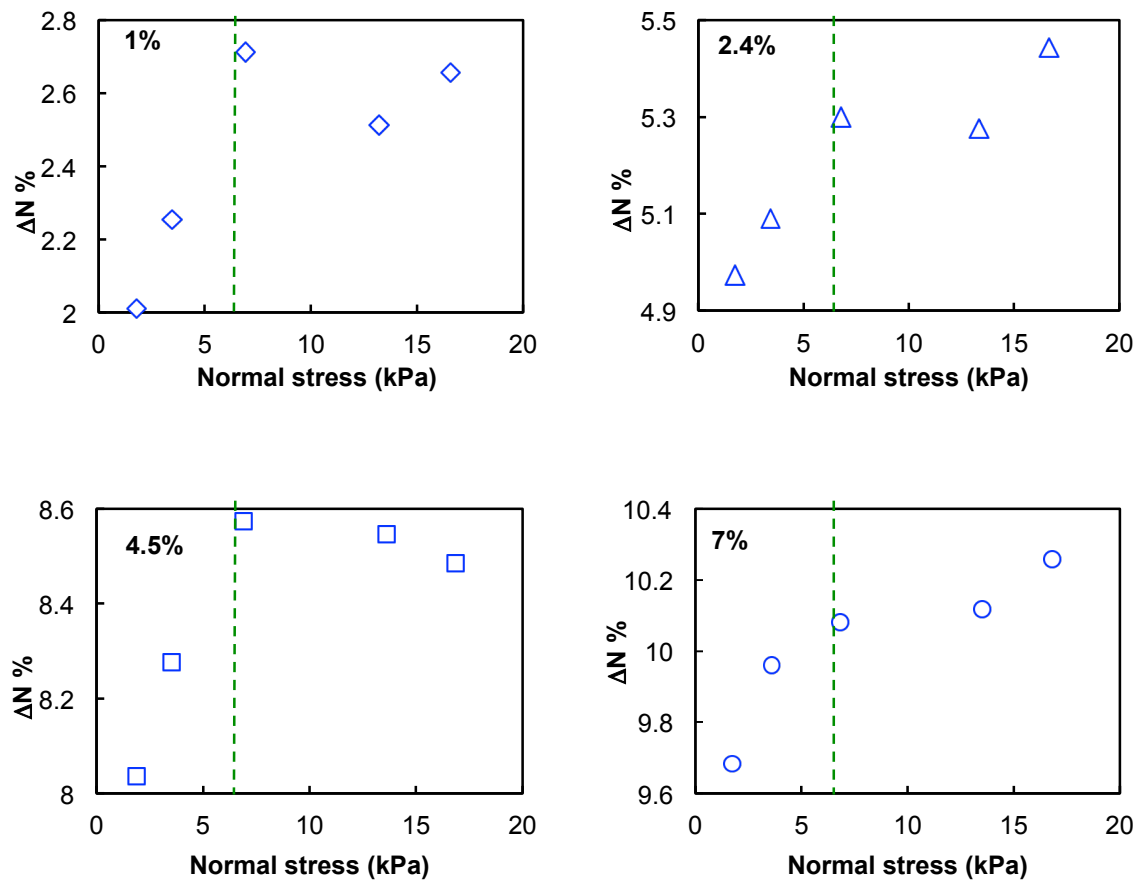 1%
ΔN %
2.8
2.6
2.4
2.2
2
0 5 10 15 20
Normal stress (kPa)
2.4%
ΔN %
5.5
5.3
5.1
4.9
0 5 10 15 20
Normal stress (kPa)
4.5%
ΔN %
8.6
8.4
8.2
8
0 5 10 15 20
Normal stress (kPa)
7%
ΔN %
10.4
10.2
10
9.8
9.6
0 5 10 15 20
Normal stress (kPa)